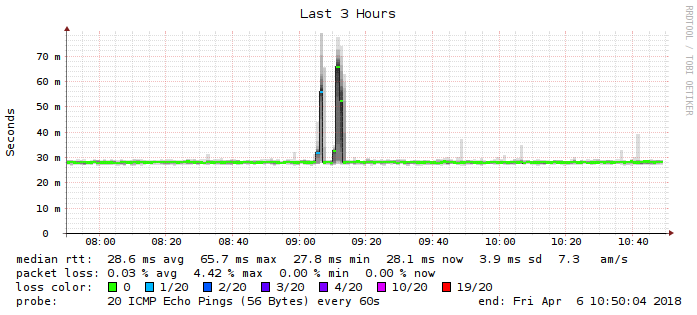 Last 3 Hours
RRDTOOL / TOBI OETIKER
Seconds
70 m
60 m
50 m
40 m
30 m
20 m
10 m
0
08:00 08:20 08:40 09:00 09:20 09:40 10:00 10:20 10:40
median rtt: 28.6 ms avg 65.7 ms max 27.8 ms min 28.1 ms now 3.9 ms sd 7.3 am/s
packet loss: 0.03 % avg 4.42 % max 0.00 % min 0.00 % now
loss color: 0 1/20 2/20 3/20 4/20 10/20 19/20
probe: 20 ICMP Echo Pings (56 Bytes) every 60s end: Fri Apr 6 10:50:04 2018